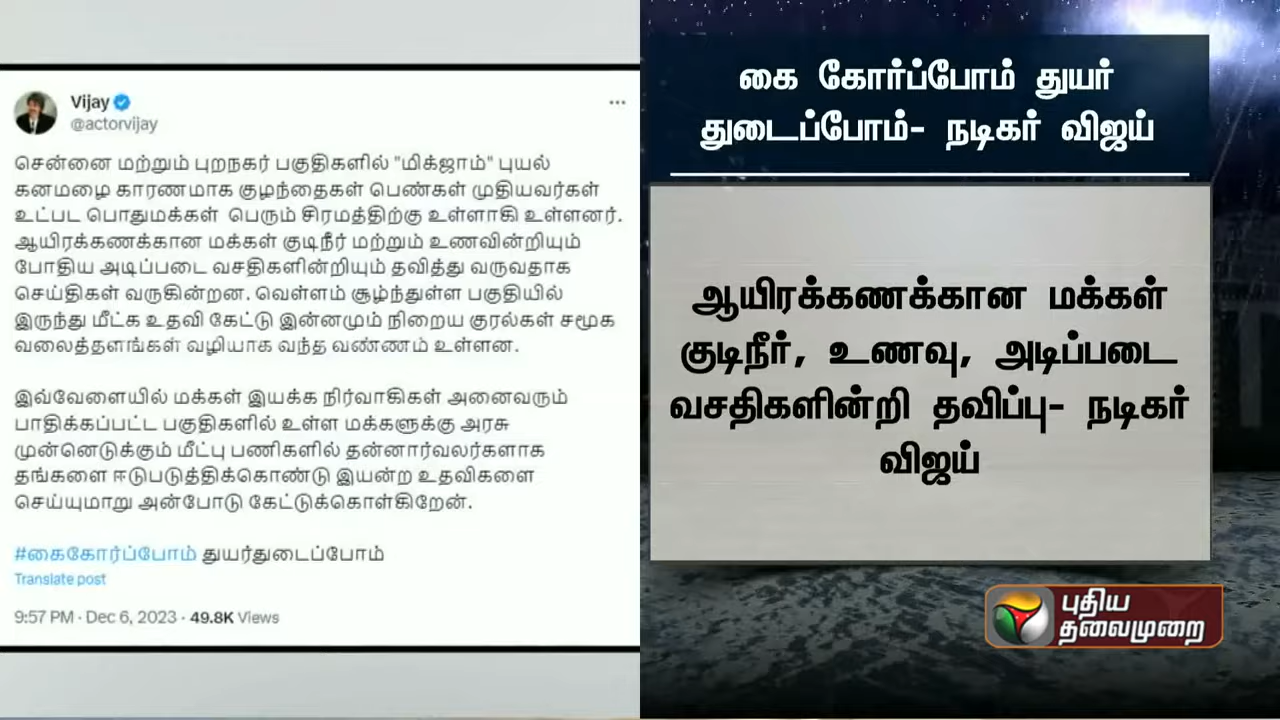 Vijay
@actorvijay
சென்னை மற்றும் புறநகர் பகுதிகளில் "மிக்ஜாம்" புயல்
கனமழை காரணமாக குழந்தைகள் பெண்கள் முதியவர்கள்
உட்பட பொதுமக்கள் பெரும் சிரமத்திற்கு உள்ளாகி உள்ளனர்.
ஆயிரக்கணக்கான மக்கள் குடிநீர் மற்றும் உணவின்றியும்
போதிய அடிப்படை வசதிகளின்றியும் தவித்து வருவதாக
செய்திகள் வருகின்றன. வெள்ளம் சூழ்ந்துள்ள பகுதியில்
இருந்து மீட்க உதவி கேட்டு இன்னமும் நிறைய குரல்கள் சமூக
வலைத்தளங்கள் வழியாக வந்த வண்ணம் உள்ளன.
இவ்வேளையில் மக்கள் இயக்க நிர்வாகிகள் அனைவரும்
பாதிக்கப்பட்ட பகுதிகளில் உள்ள மக்களுக்கு அரசு
முன்னெடுக்கும் மீட்பு பணிகளில் தன்னார்வலர்களாக
தங்களை ஈடுபடுத்திக்கொண்டு இயன்ற உதவிகளை
செய்யுமாறு அன்போடு கேட்டுக்கொள்கிறேன்.
#கைகோர்ப்போம் துயர்துடைப்போம்
Translate post
9:57 PM · Dec 6, 2023 · 49.8K Views
கை கோர்ப்போம் துயர்
துடைப்போம்- நடிகர் விஜய்
ஆயிரக்கணக்கான மக்கள்
குடிநீர், உணவு, அடிப்படை
வசதிகளின்றி தவிப்பு- நடிகர்
விஜய்
புதிய
தலைமுறை